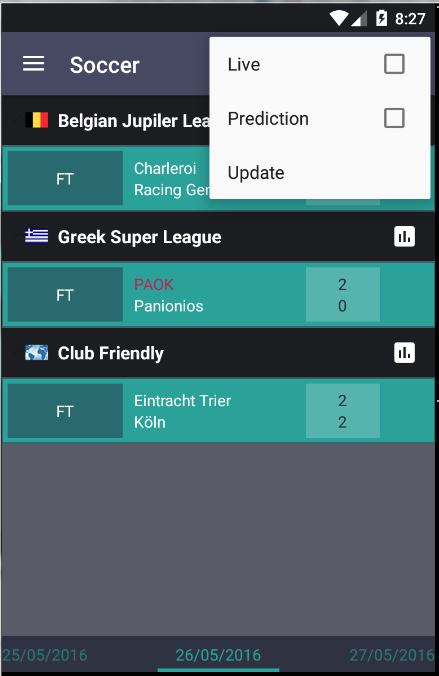 8:27
Soccer
Live
Prediction
Update
Belgian Jupiler Lea
FT
Charleroi
Racing Ger
Greek Super League
FT
PAOK
2
Panionios
0
Club Friendly
FT
Eintracht Trier
2
Köln
2
25/05/2016
26/05/2016
27/05/2016